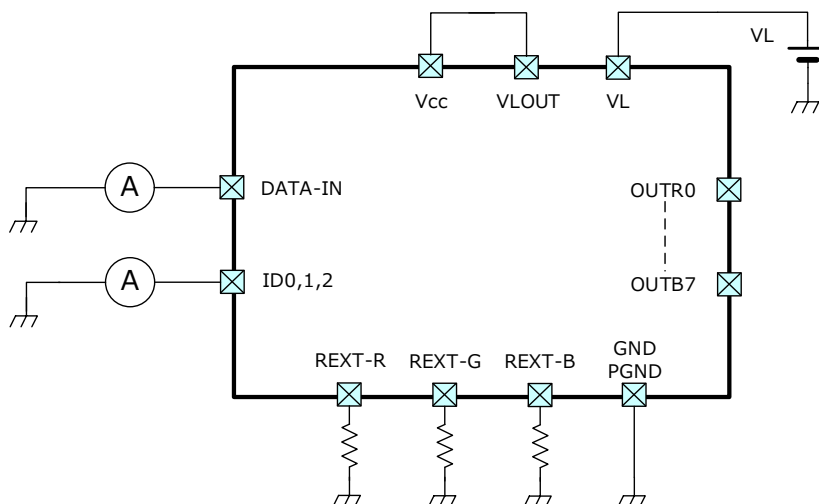 VL
Vcc
VLOUT
VL
A
DATA-IN
OUTR0
A
ID0,1,2
OUTB7
REXT-R
REXT-G
REXT-B
GND
PGND